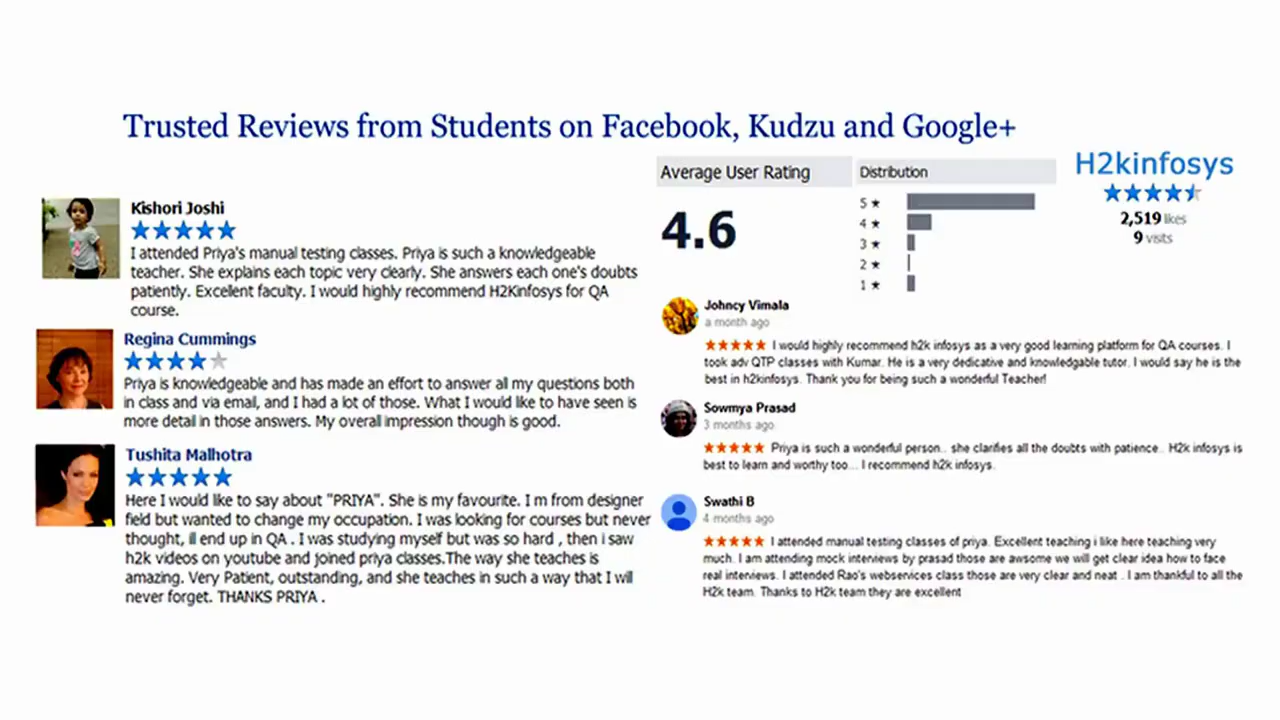 Trusted Reviews from Students on Facebook, Kudzu and Google+
Kishori Joshi
I attended Priya's manual testing classes. Priya is such a knowledgeable
teacher. She explains each topic very clearly. She answers each one's doubts
patiently. Excellent faculty. I would highly recommend H2Kinfosys for QA
course.
Regina Cummings
Priya is knowledgeable and has made an effort to answer all my questions both
in class and via email, and I had a lot of those. What I would like to have seen is
more detail in those answers. My overall impression though is good.
Tushita Malhotra
Here I would like to say about "PRIYA". She is my favourite. I m from designer
field but wanted to change my occupation. I was looking for courses but never
thought, ill end up in QA . I was studying myself but was so hard , then i saw
h2k videos on youtube and joined priya classes.The way she teaches is
amazing. Very Patient, outstanding, and she teaches in such a way that I will
never forget. THANKS PRIYA .
Average User Rating
4.6
Distribution
5 ★
4 ★
3 ★
2 ★
1 ★
H2kinfosys
2,519 likes
9 visits
Johncy Vimala
a month ago
★★★★★ I would highly recommend h2k infosys as a very good learning platform for QA courses. I
took adv QTP classes with Kumar. He is a very dedicative and knowledgable tutor. I would say he is the
best in h2kinfosys. Thank you for being such a wonderful Teacher!
Sowmya Prasad
3 months ago
★★★★★ Priya is such a wonderful person.. she clarifies all the doubts with patience.. H2k infosys is
best to learn and worthy too... I recommend h2k infosys.
Swathi B
4 months ago
★★★★★ I attended manual testing classes of priya. Excellent teaching i like here teaching very
much. I am attending mock interviews by prasad those are awsome we will get clear idea how to face
real interviews. I attended Rao's webservices class those are very clear and neat . I am thankful to all the
H2k team. Thanks to H2k team they are excellent